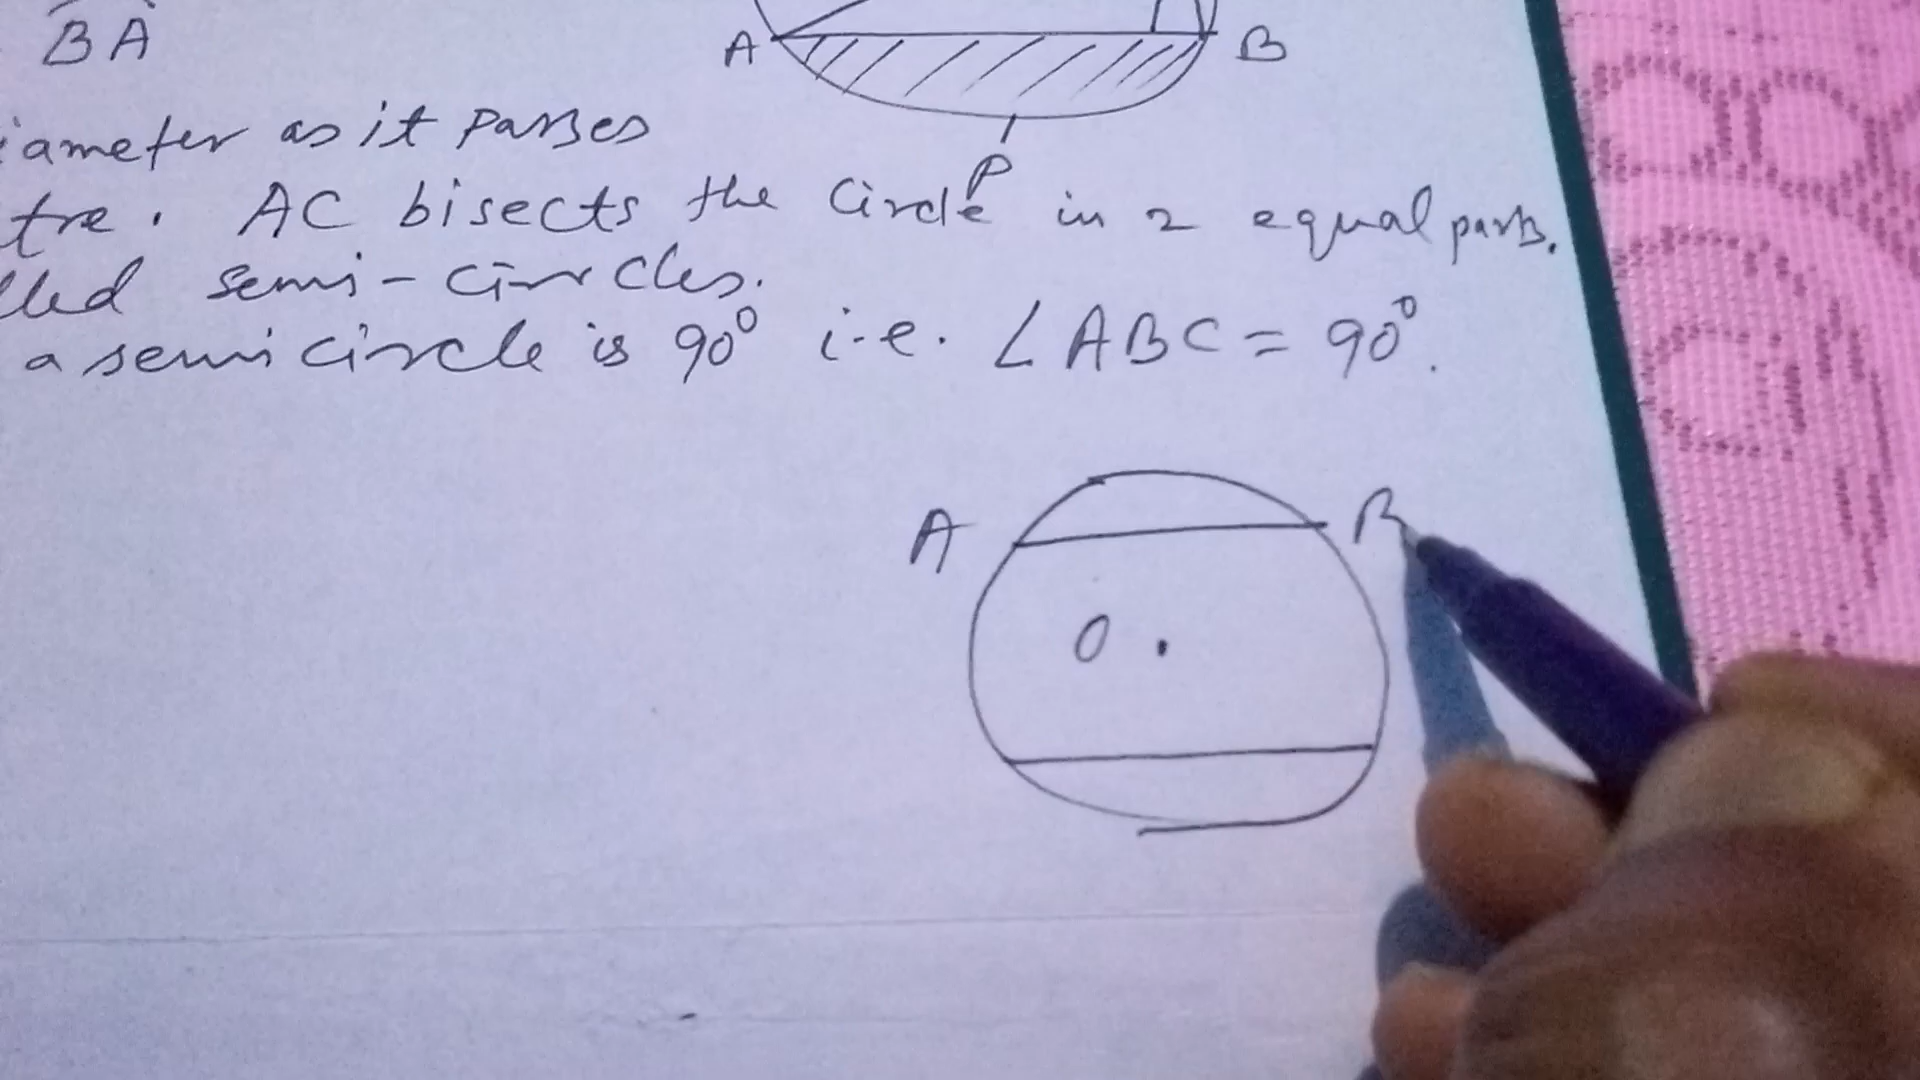 BA
A B
iameter as it passes
P
tre. AC bisects the Circle in 2 equal parts.
lled semi-circles.
a semi circle is 90° i.e. ∠ABC = 90°.
A B
O